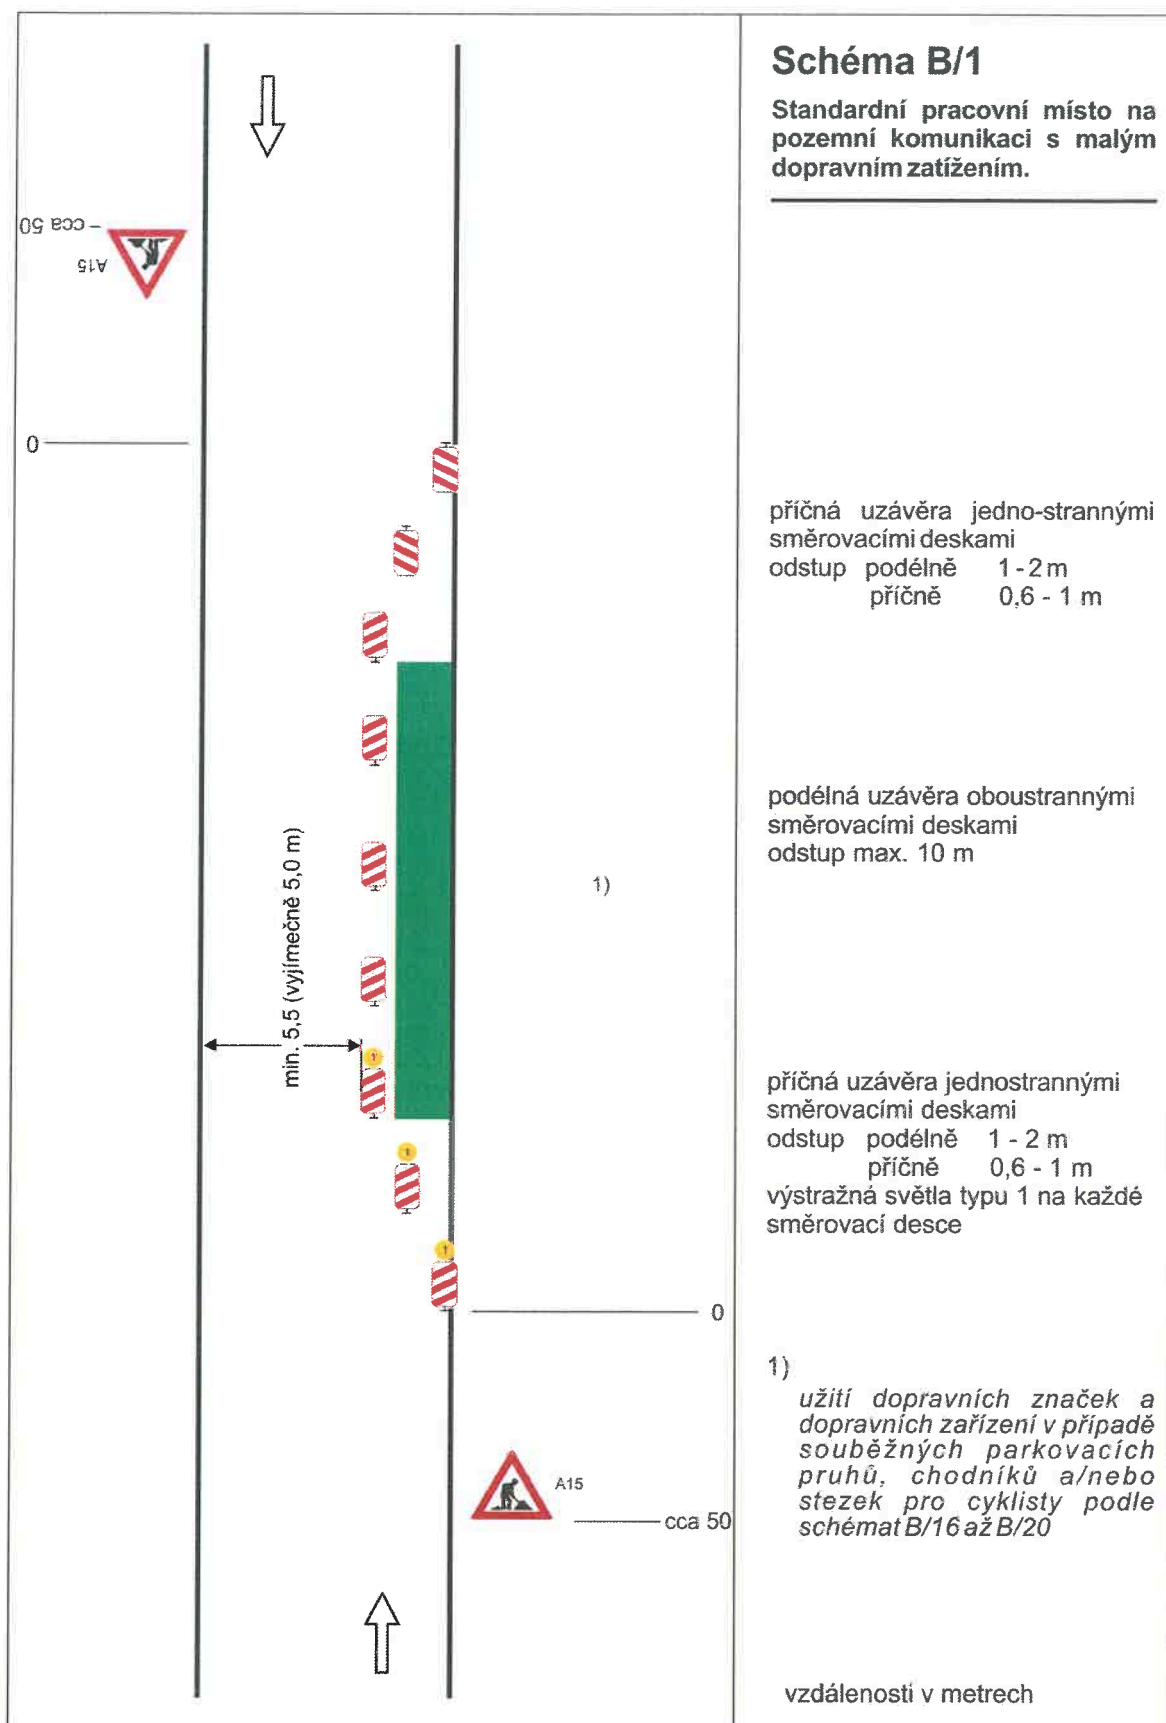 Schéma B/1
Standardní pracovní místo na
pozemní komunikaci s malým
dopravním zatížením.
cca 50
A15
0
příčná uzávěra jedno-strannými
směrovacími deskami
odstup podélně 1 - 2 m
příčně 0,6 - 1 m
podélná uzávěra oboustrannými
směrovacími deskami
odstup max. 10 m
1)
min. 5,5 (vyjímečně 5,0 m)
1
příčná uzávěra jednostrannými
směrovacími deskami
odstup podélně 1 - 2 m
příčně 0,6 - 1 m
výstražná světla typu 1 na každé
směrovací desce
1
1
0
1)
užití dopravních značek a
dopravních zařízení v případě
souběžných parkovacích
pruhů, chodníků a/nebo
stezek pro cyklisty podle
schémat B/16 až B/20
A15
cca 50
vzdálenosti v metrech